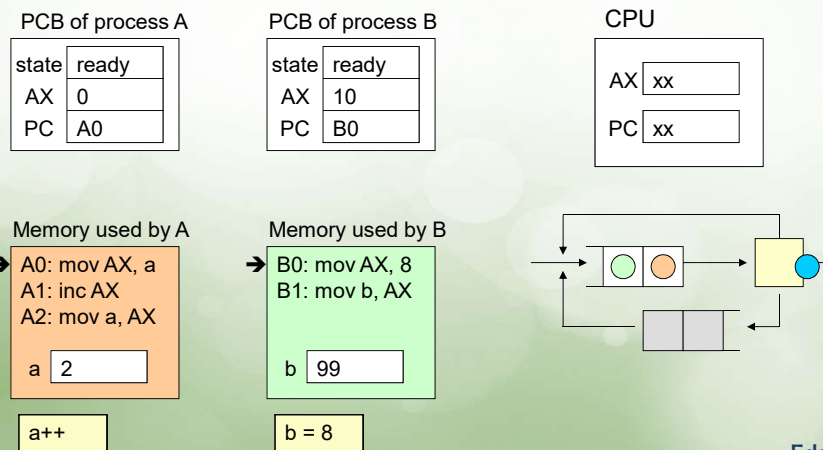 PCB of process A
state ready
AX 0
PC A0
PCB of process B
state ready
AX 10
PC B0
CPU
AX xx
PC xx
Memory used by A
A0: mov AX, a
A1: inc AX
A2: mov a, AX
a 2
a++
Memory used by B
B0: mov AX, 8
B1: mov b, AX
b 99
b = 8